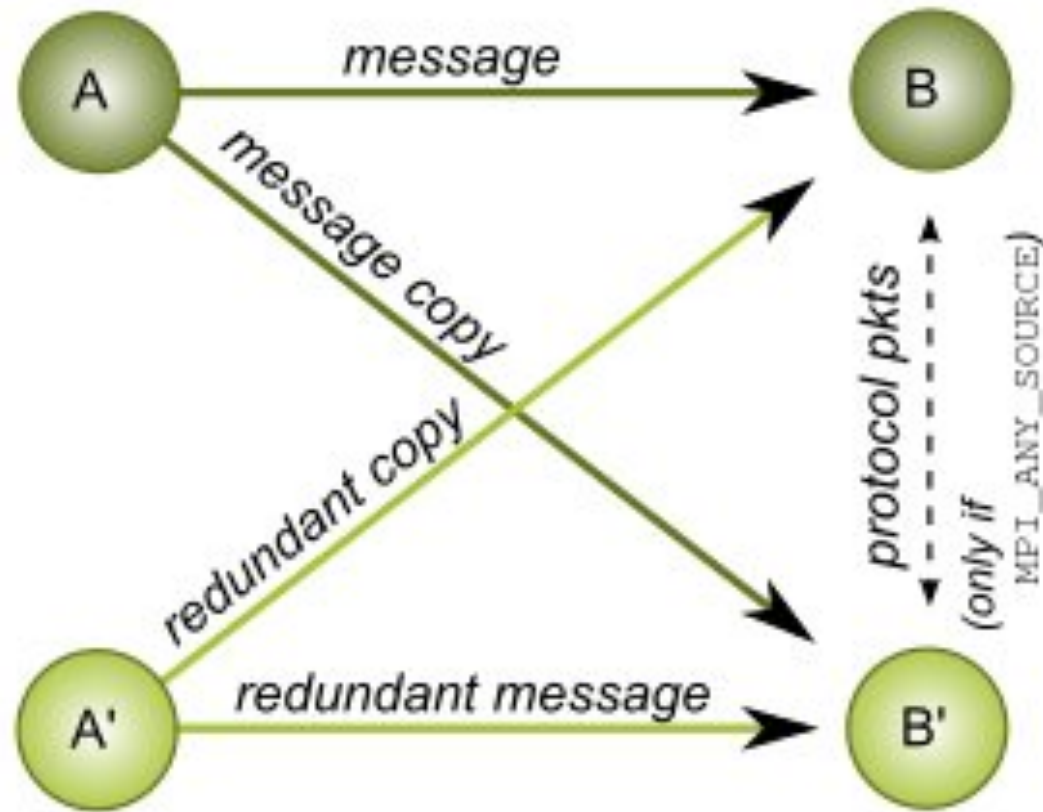 A
message
B
message copy
redundant copy
protocol pkts
(only if
MPI_ANY_SOURCE)
A'
redundant message
B'